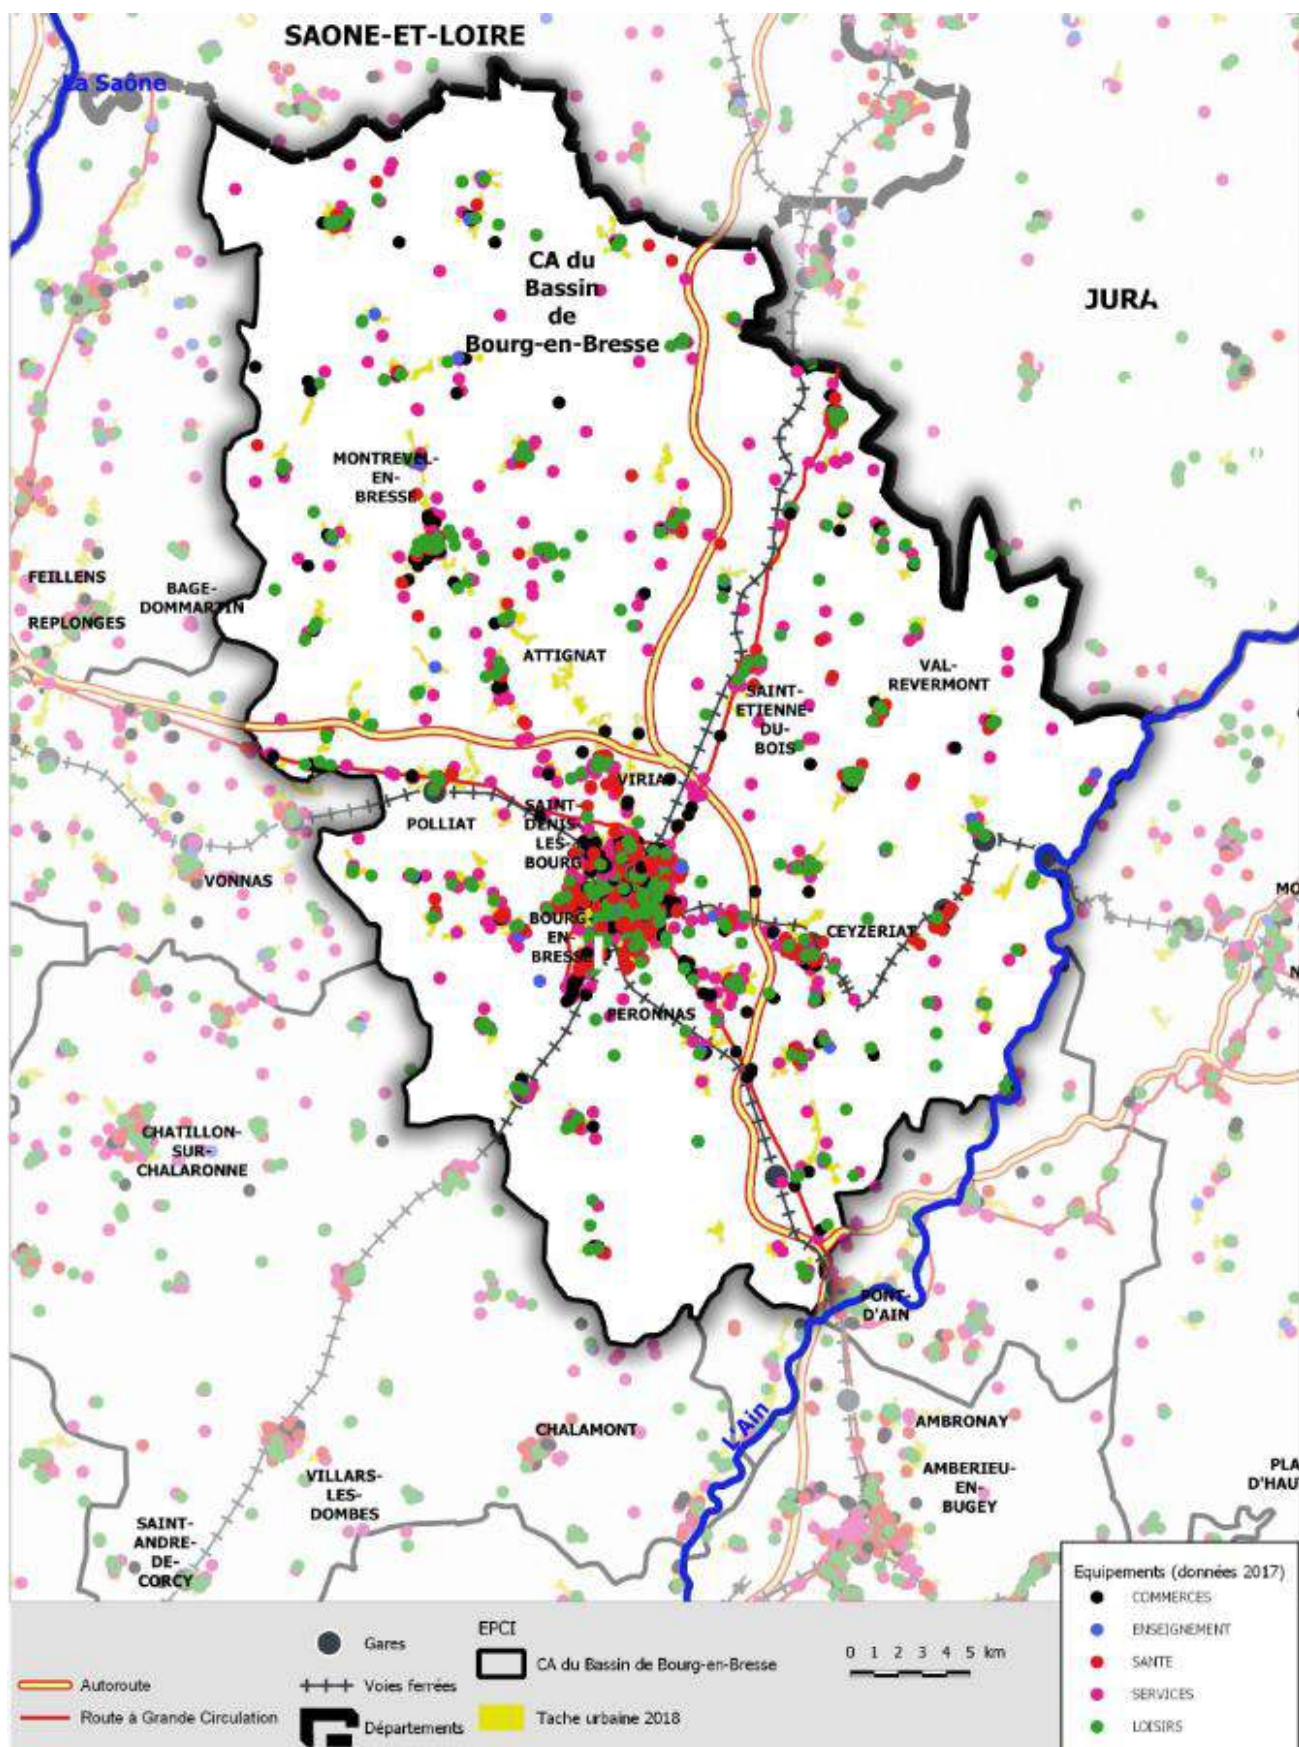 SAONE-ET-LOIRE
La Saône
CA du
Bassin
de
Bourg-en-Bresse
JURA
MONTREVEL-
EN-
BRESSE
FEILLENS
BAGE-
DOMMARTIN
REPLONGES
ATTIGNAT
VAL-
REVERMONT
SAINT-
ETIENNE-
DU-
BOIS
VIRIAT
POLLIAT
SAINT-
DENIS-
LES-
BOURG
VONNAS
BOURG-
EN-
BRESSE
CEYZERIAT
PERONNAS
CHATILLON-
SUR-
CHALARONNE
PONT-
D'AIN
L'Ain
CHALAMONT
AMBRONAY
VILLARS-
LES-
DOMBES
AMBERIEU-
EN-
BUGEY
PLA
D'HAU
SAINT-
ANDRE-
DE-
CORCY
MO
N
Equipements (données 2017)
COMMERCES
ENSEIGNEMENT
SANTE
SERVICES
LOISIRS
Autoroute
Route à Grande Circulation
Gares
Voies ferrées
Départements
EPCI
CA du Bassin de Bourg-en-Bresse
Tache urbaine 2018
0 1 2 3 4 5 km